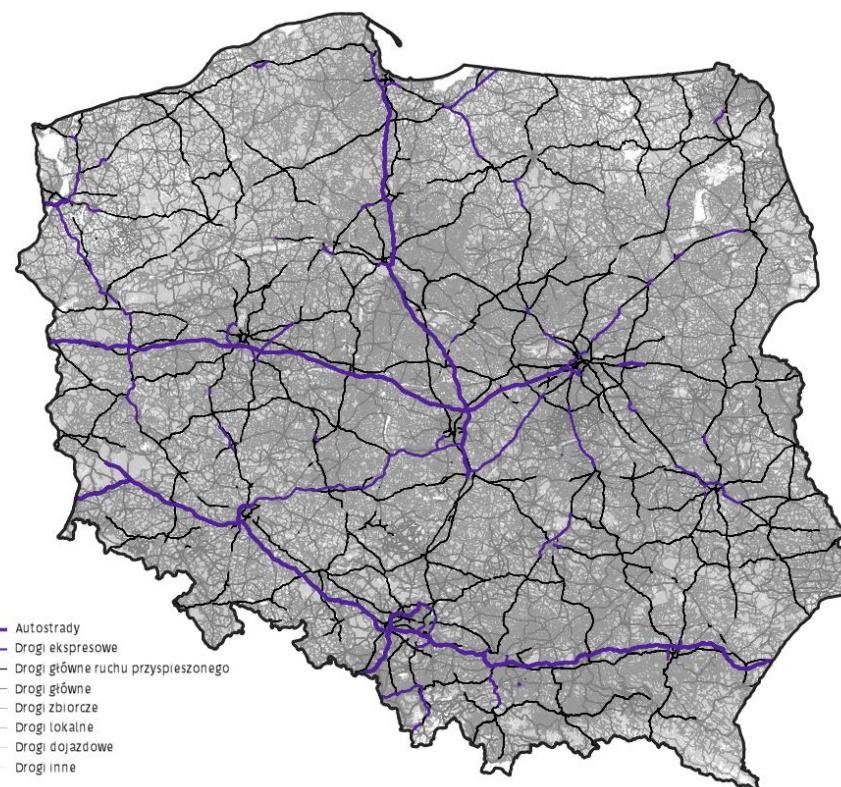 Autostrady
Drogi ekspresowe
Drogi główne ruchu przyspieszonego
Drogi główne
Drogi zbiorcze
Drogi lokalne
Drogi dojazdowe
Drogi inne